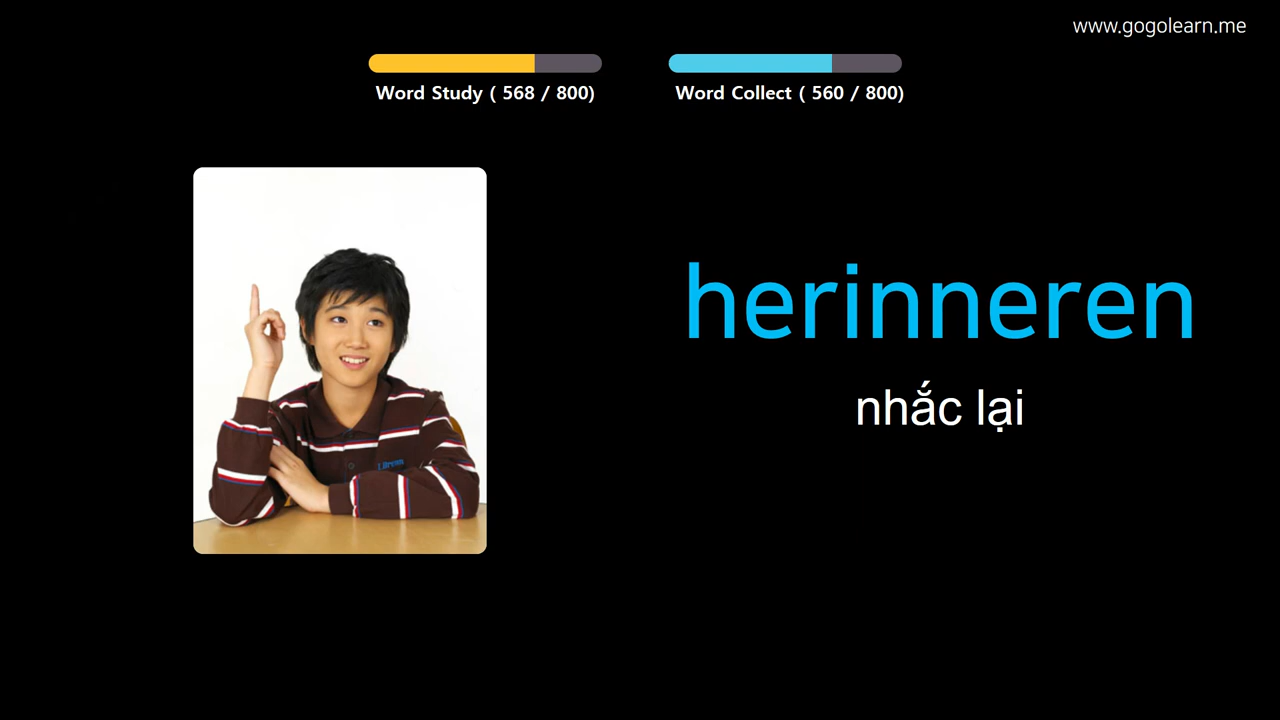 www.gogolearn.me
Word Study ( 568 / 800)
Word Collect ( 560 / 800)
herinneren
nhắc lại